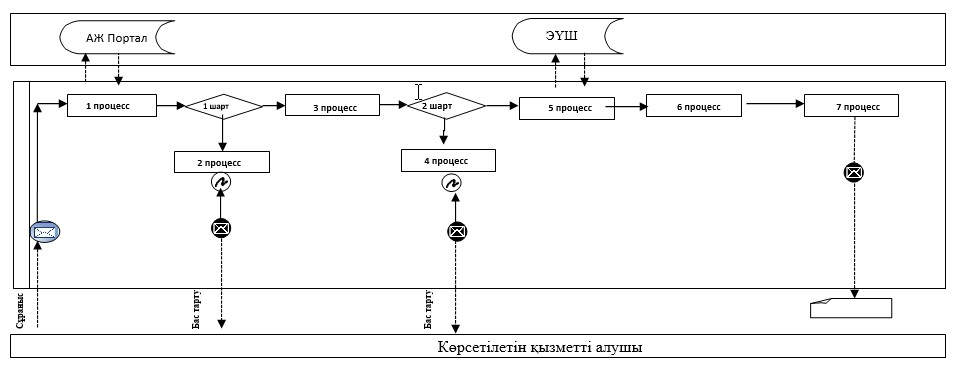 АЖ Портал
ЭҮШ
1 процесс
1 шарт
3 процесс
2 шарт
5 процесс
6 процесс
7 процесс
2 процесс
4 процесс
Сұраныс
Бас тарту
Бас тарту
Көрсетілетін қызметті алушы